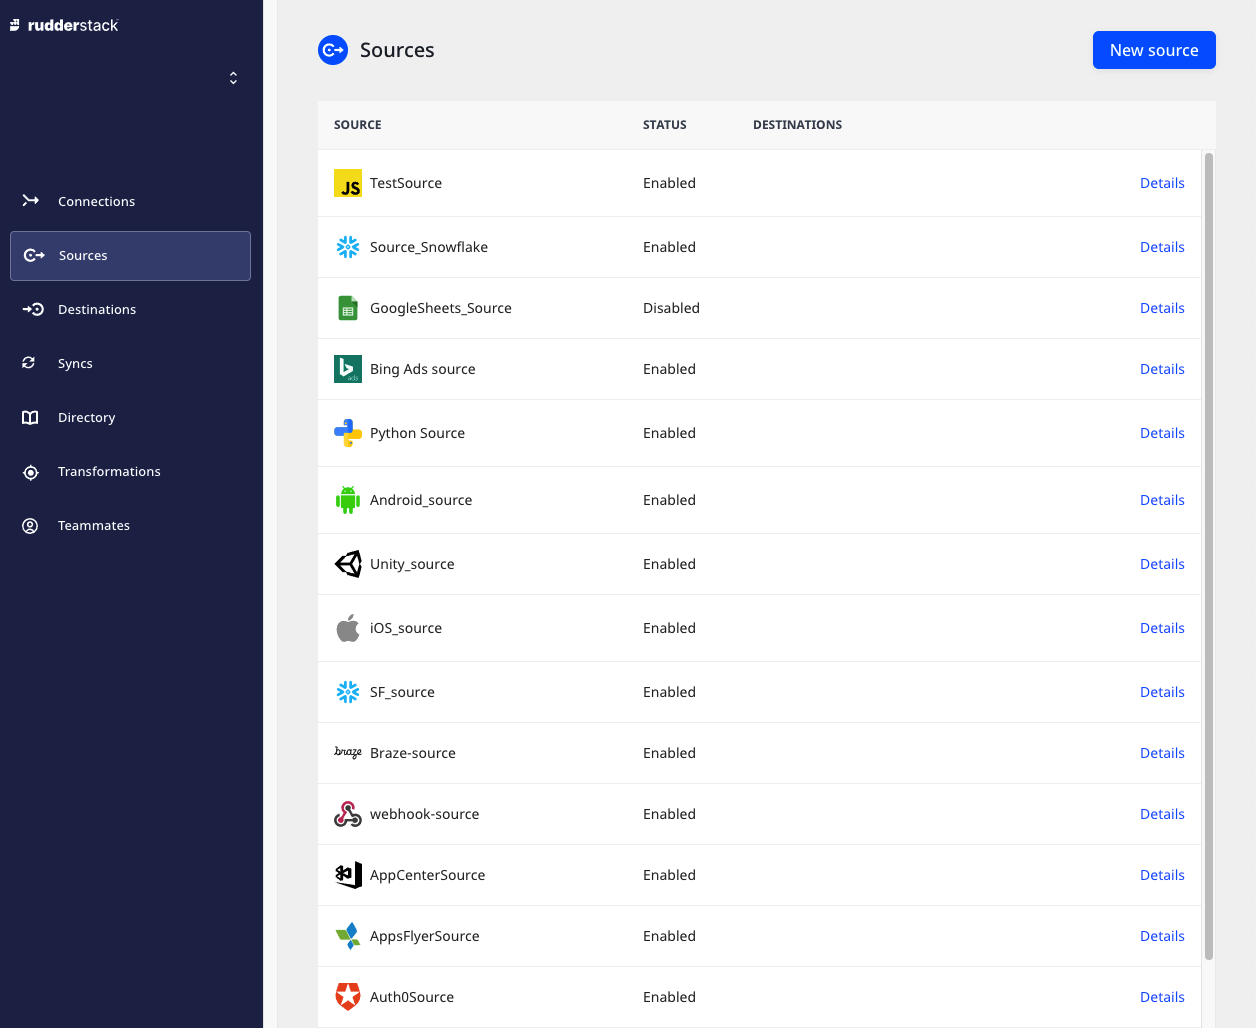 rudderstack
Sources
New source
SOURCE STATUS DESTINATIONS
Connections
Sources
Destinations
Syncs
Directory
Transformations
Teammates
JS TestSource Enabled Details
Source_Snowflake Enabled Details
GoogleSheets_Source Disabled Details
ads Bing Ads source Enabled Details
Python Source Enabled Details
Android_source Enabled Details
Unity_source Enabled Details
iOS_source Enabled Details
SF_source Enabled Details
braze Braze-source Enabled Details
webhook-source Enabled Details
AppCenterSource Enabled Details
AppsFlyerSource Enabled Details
Auth0Source Enabled Details